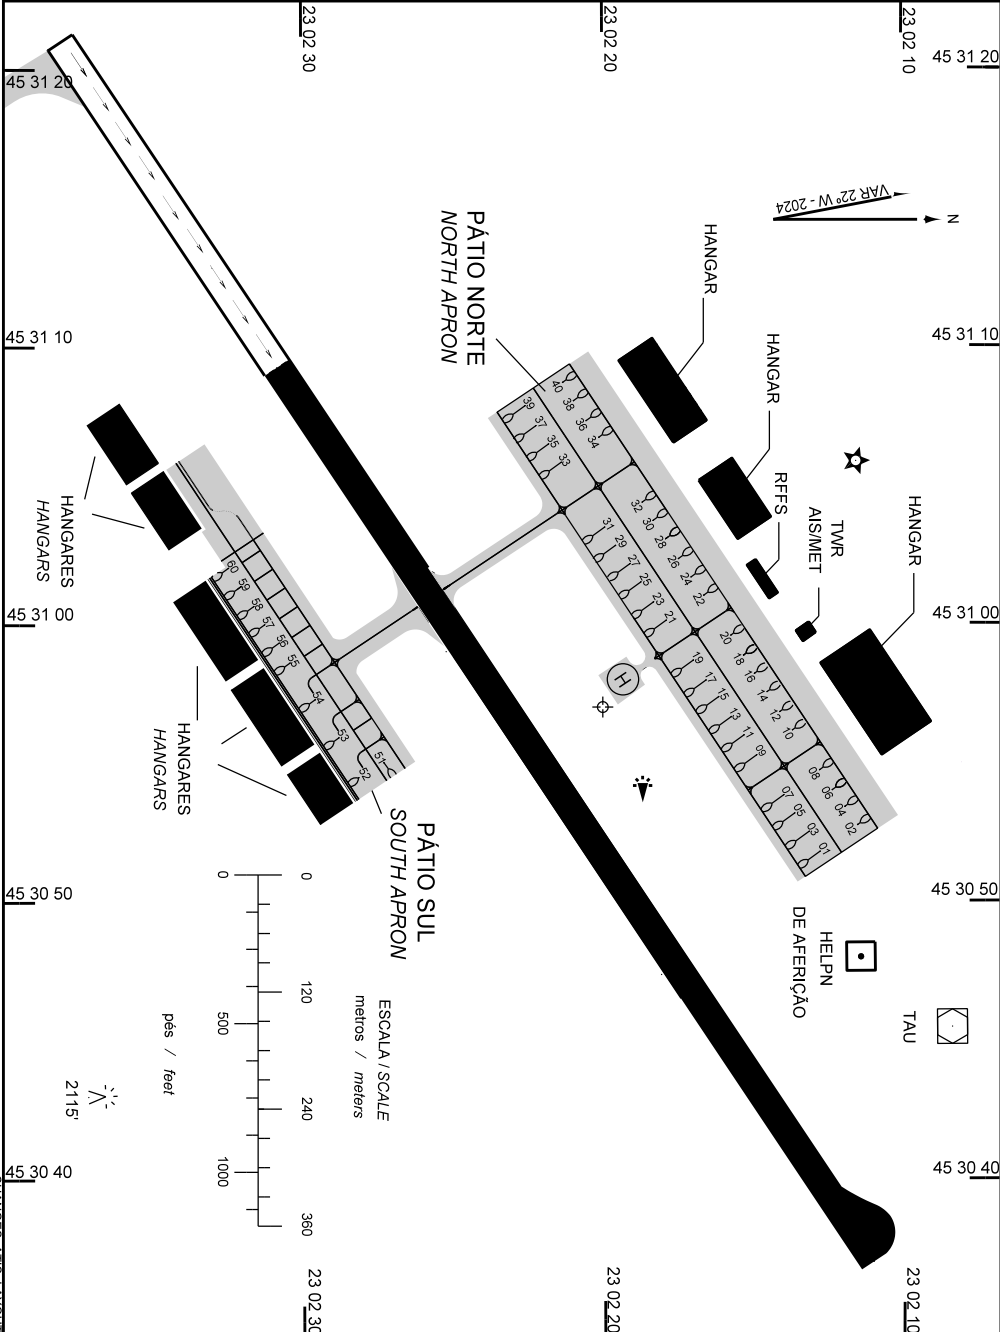 23 02 30
23 02 20
23 02 10
45 31 20
45 31 20
VAR 22° W - 2024
N
PÁTIO NORTE
NORTH APRON
HANGAR
HANGAR
RFFS
TWR
AIS/MET
HANGAR
45 31 10
45 31 10
40
38
36
34
39
37
35
33
32
30
28
26
24
22
31
29
27
25
23
21
20
18
16
14
12
10
19
17
15
13
11
09
08
06
04
02
07
05
03
01
H
HANGARES
HANGARS
45 31 00
45 31 00
60
59
58
57
56
55
54
53
52
51
HANGARES
HANGARS
PÁTIO SUL
SOUTH APRON
45 30 50
45 30 50
HELPN
DE AFERIÇÃO
TAU
ESCALA / SCALE
metros / meters
0
120
240
360
0
500
1000
pés / feet
2115'
45 30 40
45 30 40
23 02 30
23 02 20
23 02 10